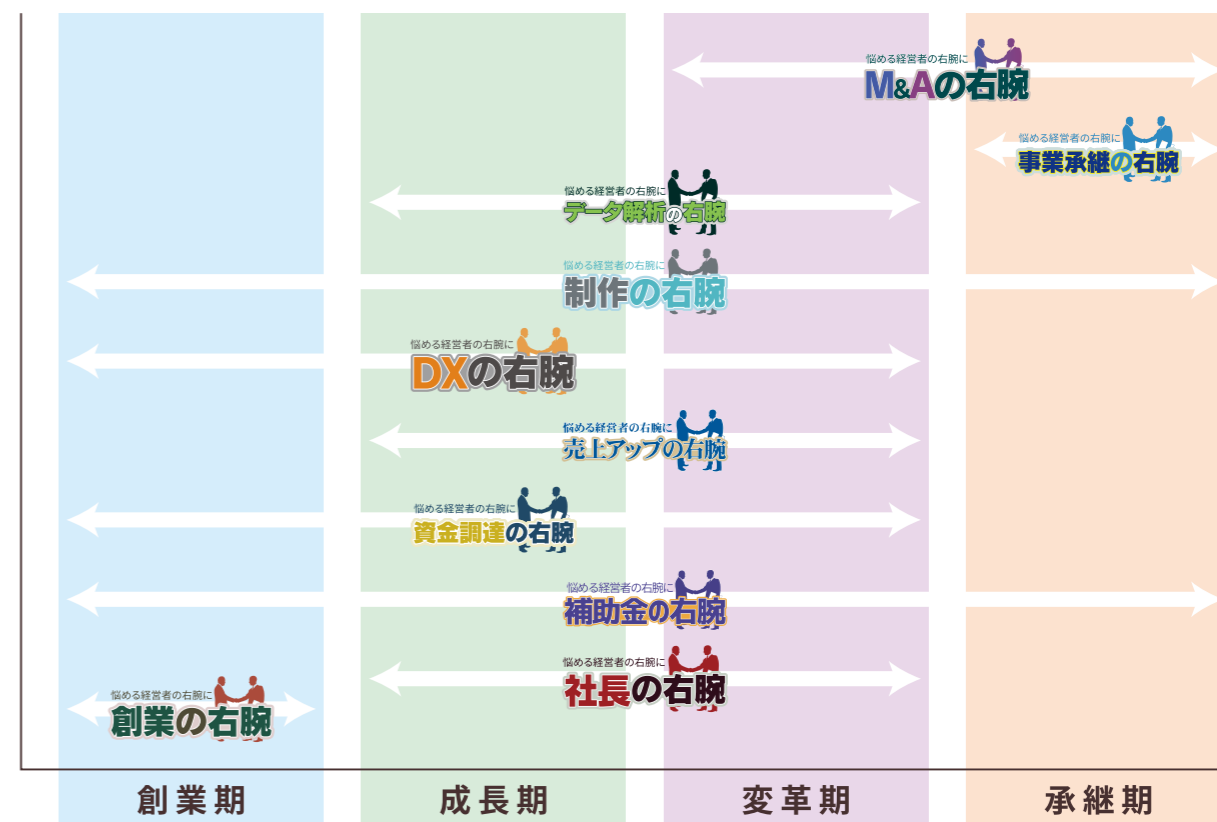 悩める経営者の右腕に
M&Aの右腕
悩める経営者の右腕に
事業承継の右腕
悩める経営者の右腕に
データ解析の右腕
悩める経営者の右腕に
制作の右腕
悩める経営者の右腕に
DXの右腕
悩める経営者の右腕に
売上アップの右腕
悩める経営者の右腕に
資金調達の右腕
悩める経営者の右腕に
補助金の右腕
悩める経営者の右腕に
社長の右腕
悩める経営者の右腕に
創業の右腕
創業期
成長期
変革期
承継期